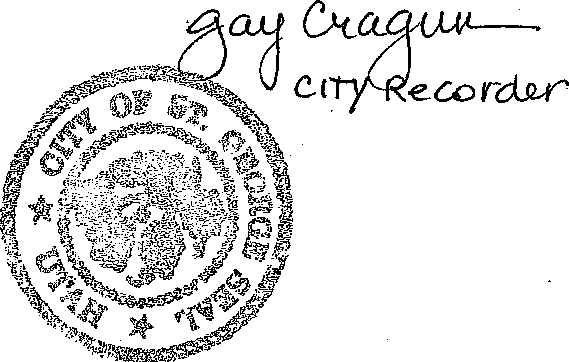 Gay Cragun
CITY Recorder
CITY OF ST. GEORGE SEAL
UTAH